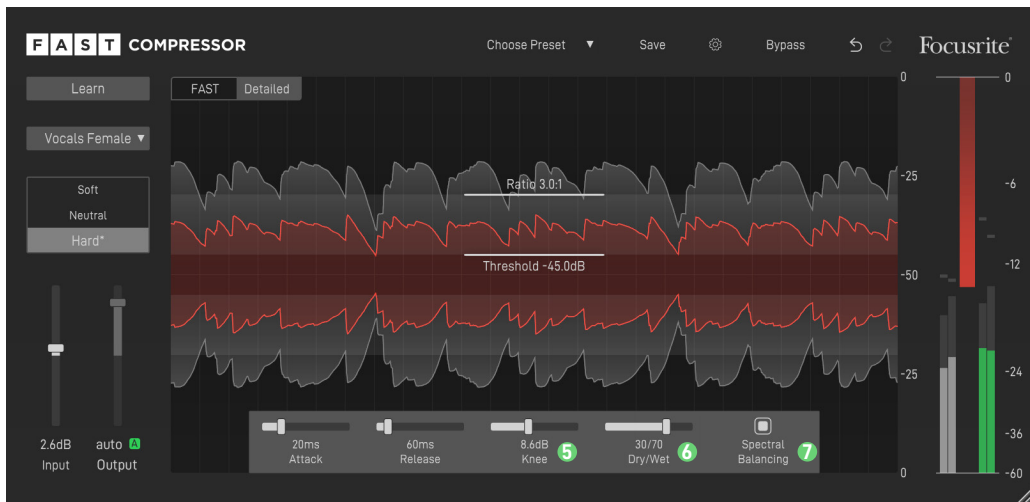 FAST COMPRESSOR
Choose Preset ▼
Save
Bypass
Focusrite®
Learn
FAST
Detailed
Vocals Female ▼
Soft
Neutral
Hard*
Ratio 3.0:1
Threshold -45.0dB
0
-25
-50
-25
0
0
-6
-12
-24
-36
-60
2.6dB
Input
auto A
Output
20ms
Attack
60ms
Release
8.6dB
Knee
5
30/70
Dry/Wet
6
Spectral
Balancing
7